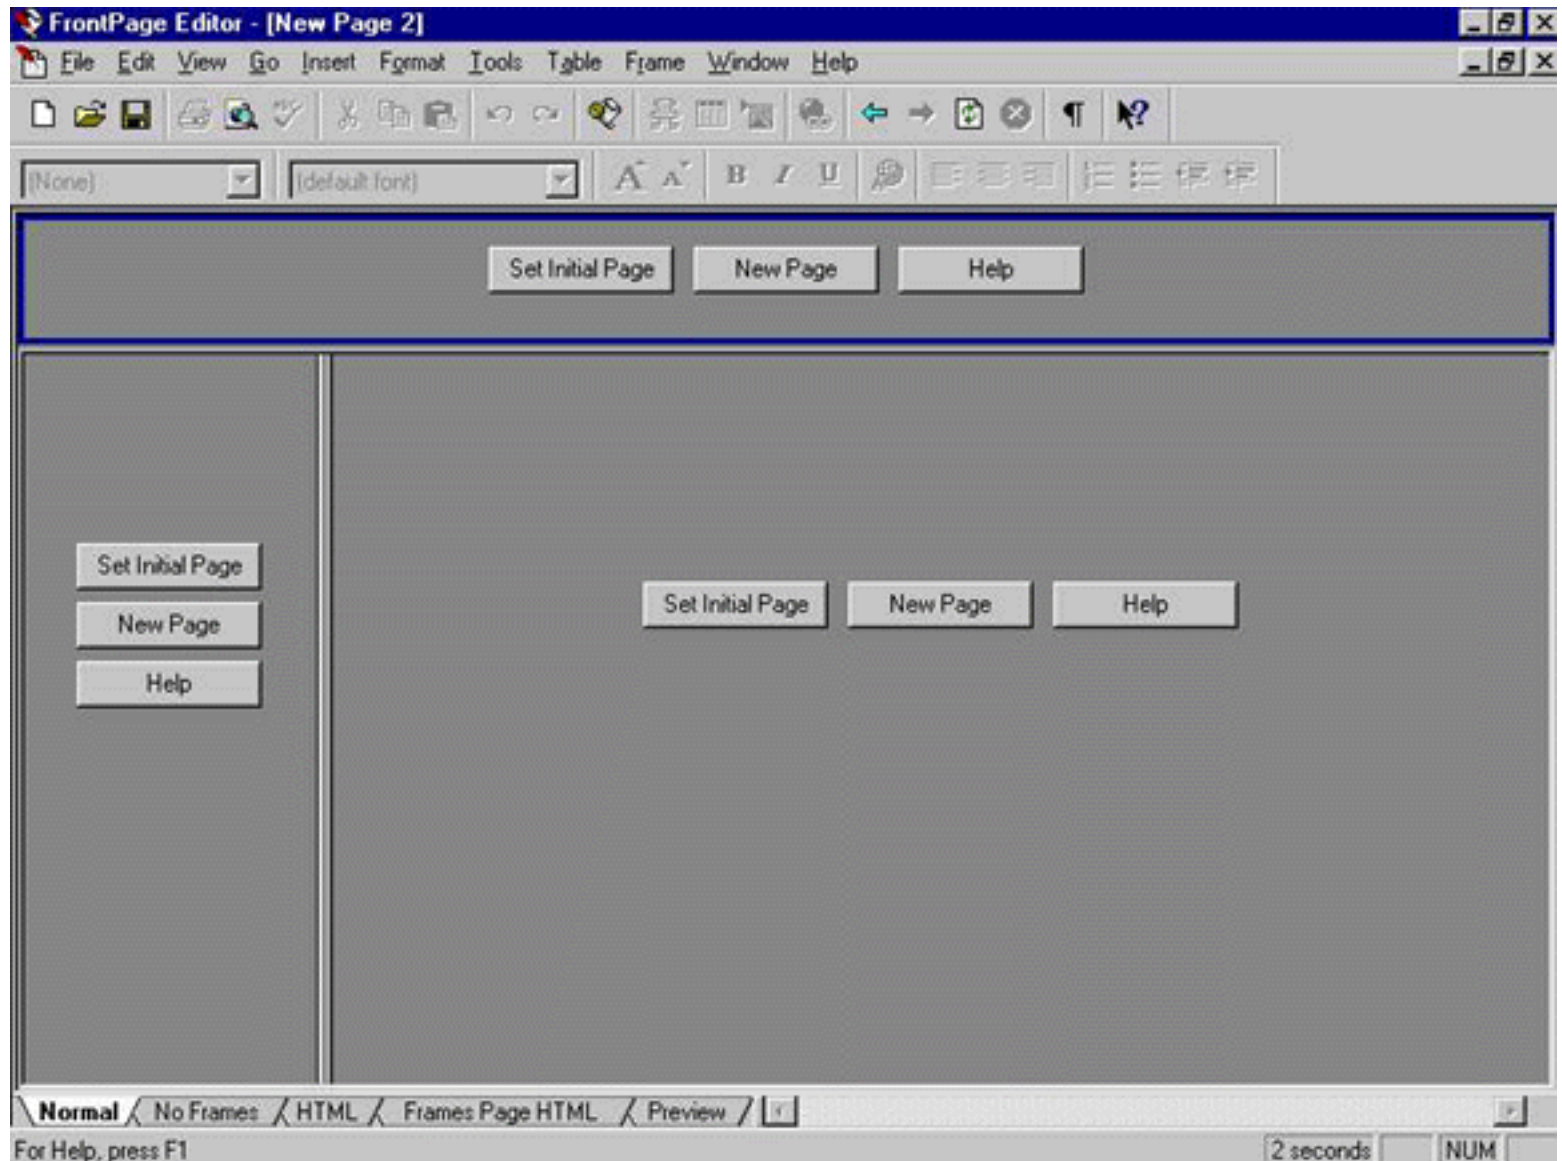 FrontPage Editor - [New Page 2]
File Edit View Go Insert Format Tools Table Frame Window Help
(None) (default font) A A B I U
Set Initial Page New Page Help
Set Initial Page
New Page
Help
Set Initial Page New Page Help
Normal No Frames HTML Frames Page HTML Preview
For Help, press F1 2 seconds NUM